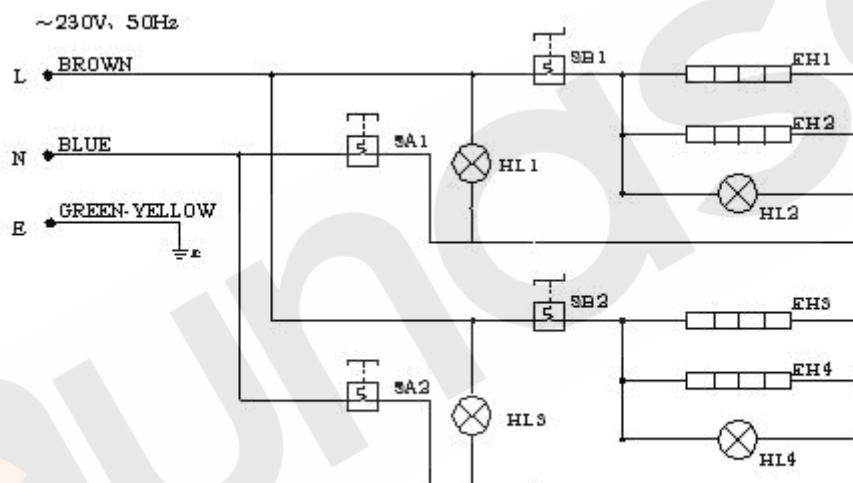 ~230V、50Hz
L BROWN
SB1
EH1
EH2
N BLUE
SA1
HL1
HL2
E GREEN-YELLOW
E
SB2
EH3
SA2
EH4
HL3
HL4